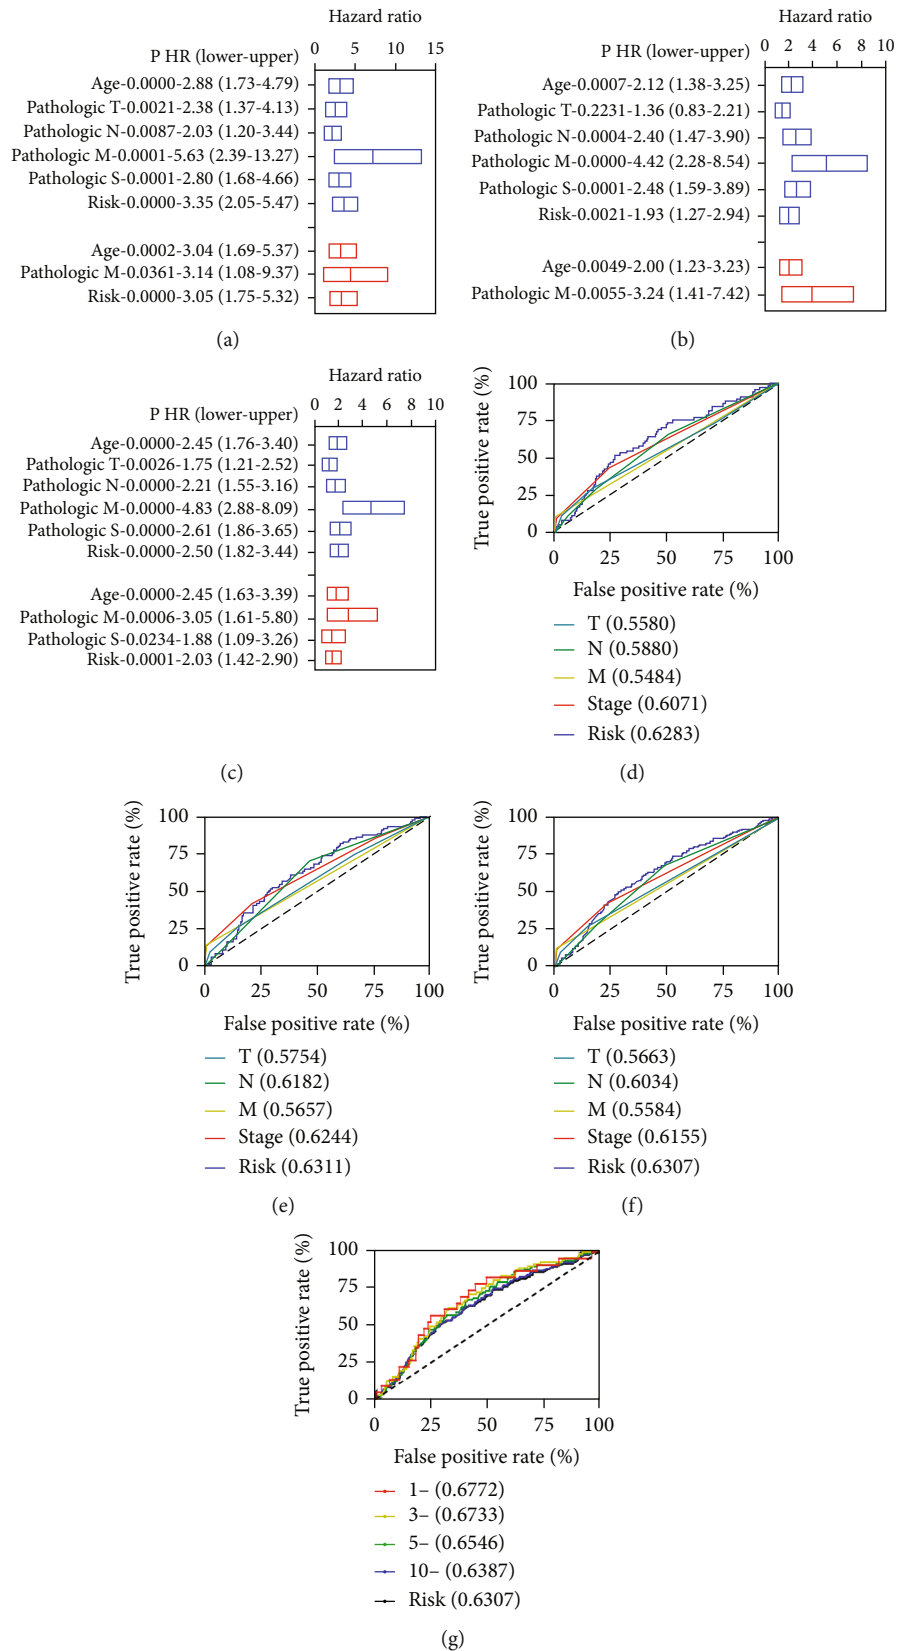 Hazard ratio
P HR (lower-upper) 0 5 10 15
Age-0.0000-2.88 (1.73-4.79)
Pathologic T-0.0021-2.38 (1.37-4.13)
Pathologic N-0.0087-2.03 (1.20-3.44)
Pathologic M-0.0001-5.63 (2.39-13.27)
Pathologic S-0.0001-2.80 (1.68-4.66)
Risk-0.0000-3.35 (2.05-5.47)
Age-0.0002-3.04 (1.69-5.37)
Pathologic M-0.0361-3.14 (1.08-9.37)
Risk-0.0000-3.05 (1.75-5.32)
(a)
Hazard ratio
P HR (lower-upper) 0 2 4 6 8 10
Age-0.0007-2.12 (1.38-3.25)
Pathologic T-0.2231-1.36 (0.83-2.21)
Pathologic N-0.0004-2.40 (1.47-3.90)
Pathologic M-0.0000-4.42 (2.28-8.54)
Pathologic S-0.0001-2.48 (1.59-3.89)
Risk-0.0021-1.93 (1.27-2.94)
Age-0.0049-2.00 (1.23-3.23)
Pathologic M-0.0055-3.24 (1.41-7.42)
(b)
Hazard ratio
P HR (lower-upper) 0 2 4 6 8 10
Age-0.0000-2.45 (1.76-3.40)
Pathologic T-0.0026-1.75 (1.21-2.52)
Pathologic N-0.0000-2.21 (1.55-3.16)
Pathologic M-0.0000-4.83 (2.88-8.09)
Pathologic S-0.0000-2.61 (1.86-3.65)
Risk-0.0000-2.50 (1.82-3.44)
Age-0.0000-2.45 (1.63-3.39)
Pathologic M-0.0006-3.05 (1.61-5.80)
Pathologic S-0.0234-1.88 (1.09-3.26)
Risk-0.0001-2.03 (1.42-2.90)
(c)
True positive rate (%)
100
75
50
25
0
0 25 50 75 100
False positive rate (%)
T (0.5580)
N (0.5880)
M (0.5484)
Stage (0.6071)
Risk (0.6283)
(d)
True positive rate (%)
100
75
50
25
0
0 25 50 75 100
False positive rate (%)
T (0.5754)
N (0.6182)
M (0.5657)
Stage (0.6244)
Risk (0.6311)
(e)
True positive rate (%)
100
75
50
25
0
0 25 50 75 100
False positive rate (%)
T (0.5663)
N (0.6034)
M (0.5584)
Stage (0.6155)
Risk (0.6307)
(f)
True positive rate (%)
100
75
50
25
0
0 25 50 75 100
False positive rate (%)
1– (0.6772)
3– (0.6733)
5– (0.6546)
10– (0.6387)
Risk (0.6307)
(g)